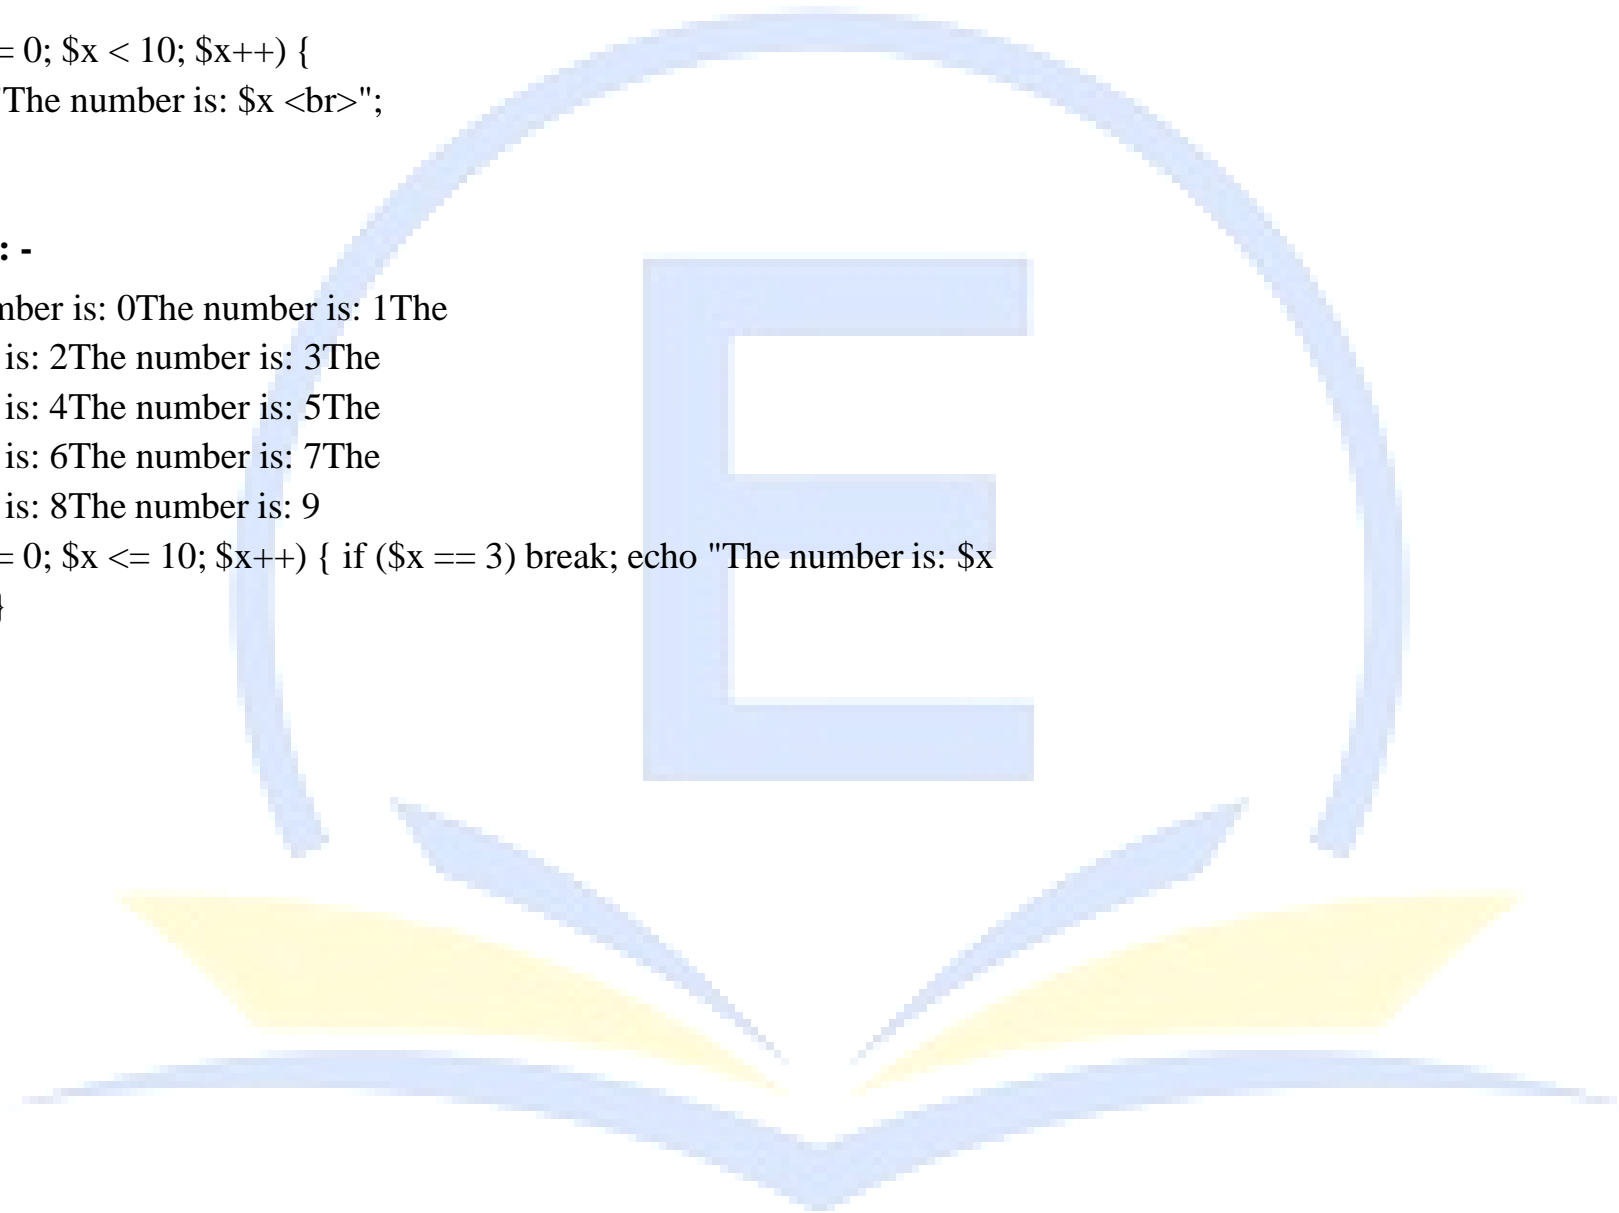 = 0; $x < 10; $x++) {
"The number is: $x <br>";
: -
mber is: 0The number is: 1The
is: 2The number is: 3The
is: 4The number is: 5The
is: 6The number is: 7The
is: 8The number is: 9
= 0; $x <= 10; $x++) { if ($x == 3) break; echo "The number is: $x
}
E